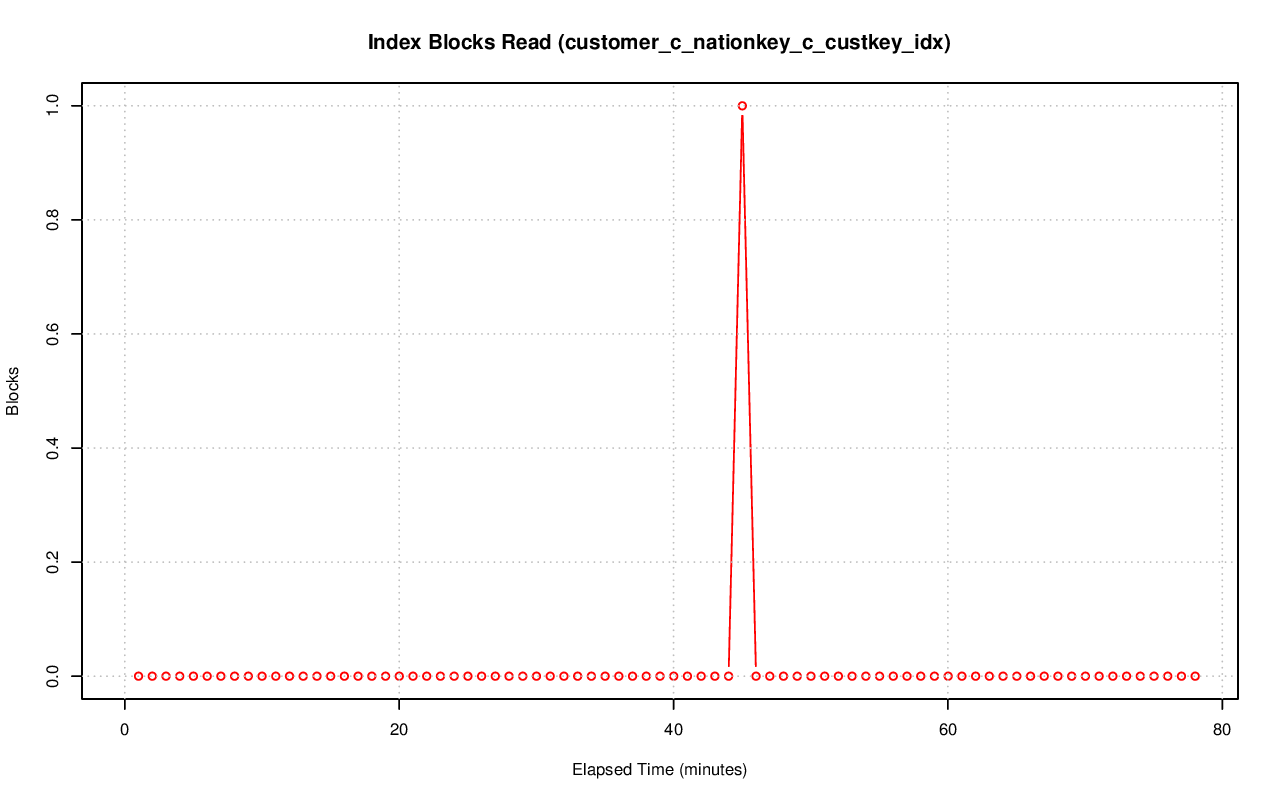 Index Blocks Read (customer_c_nationkey_c_custkey_idx)
1.0
0.8
0.6
0.4
0.2
0.0
Blocks
0 20 40 60 80
Elapsed Time (minutes)